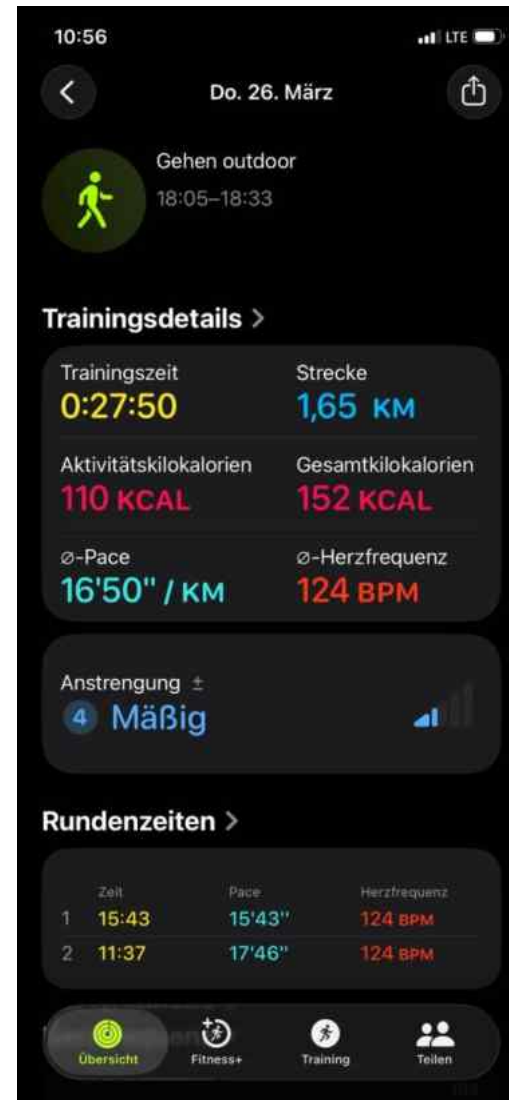 10:56 LTE
Do. 26. März
Gehen outdoor
18:05–18:33
Trainingsdetails >
Trainingszeit Strecke
0:27:50 1,65 KM
Aktivitätskilokalorien Gesamtkilokalorien
110 KCAL 152 KCAL
⌀-Pace ⌀-Herzfrequenz
16'50" / KM 124 BPM
Anstrengung ±
4 Mäßig
Rundenzeiten >
Zeit Pace Herzfrequenz
1 15:43 15'43" 124 BPM
2 11:37 17'46" 124 BPM
Übersicht Fitness+ Training Teilen